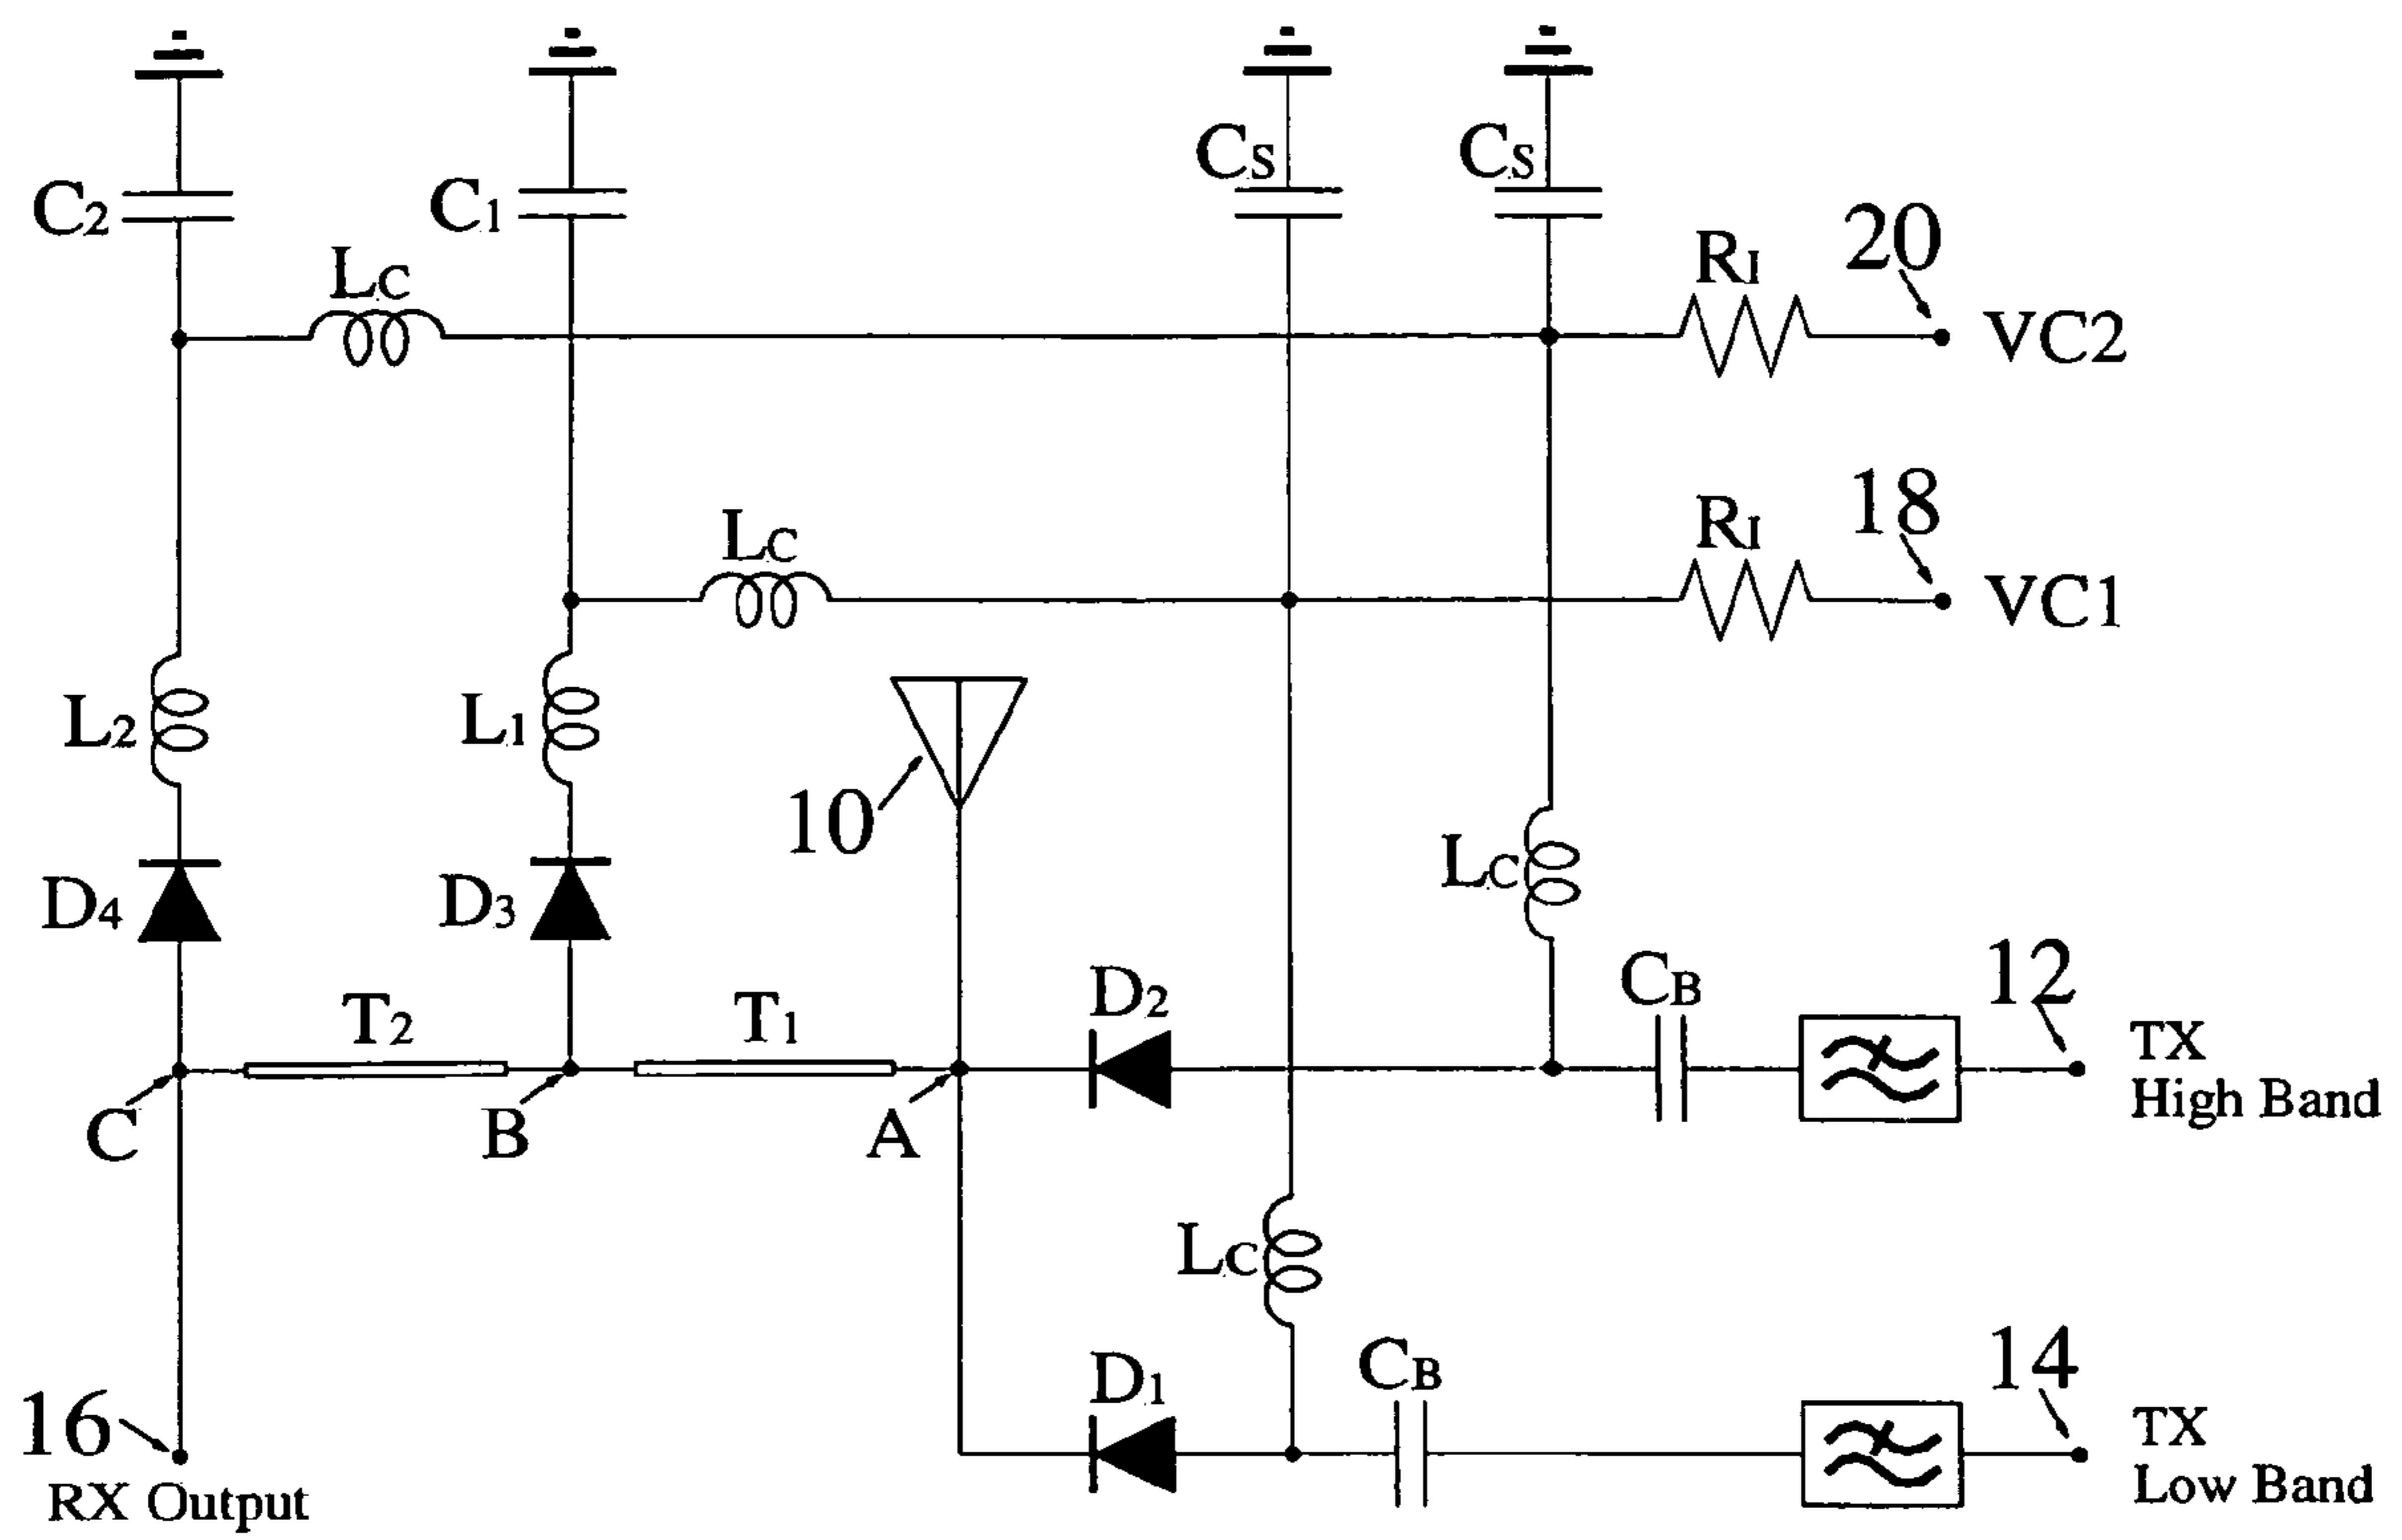 CS
CS
C2
C1
20
LC
RI
VC2
18
LC
RI
VC1
L2
L1
10
LC
D4
D3
12
D2
CB
T2
T1
TX
High Band
C
B
A
LC
14
D1
CB
16
TX
Low Band
RX Output